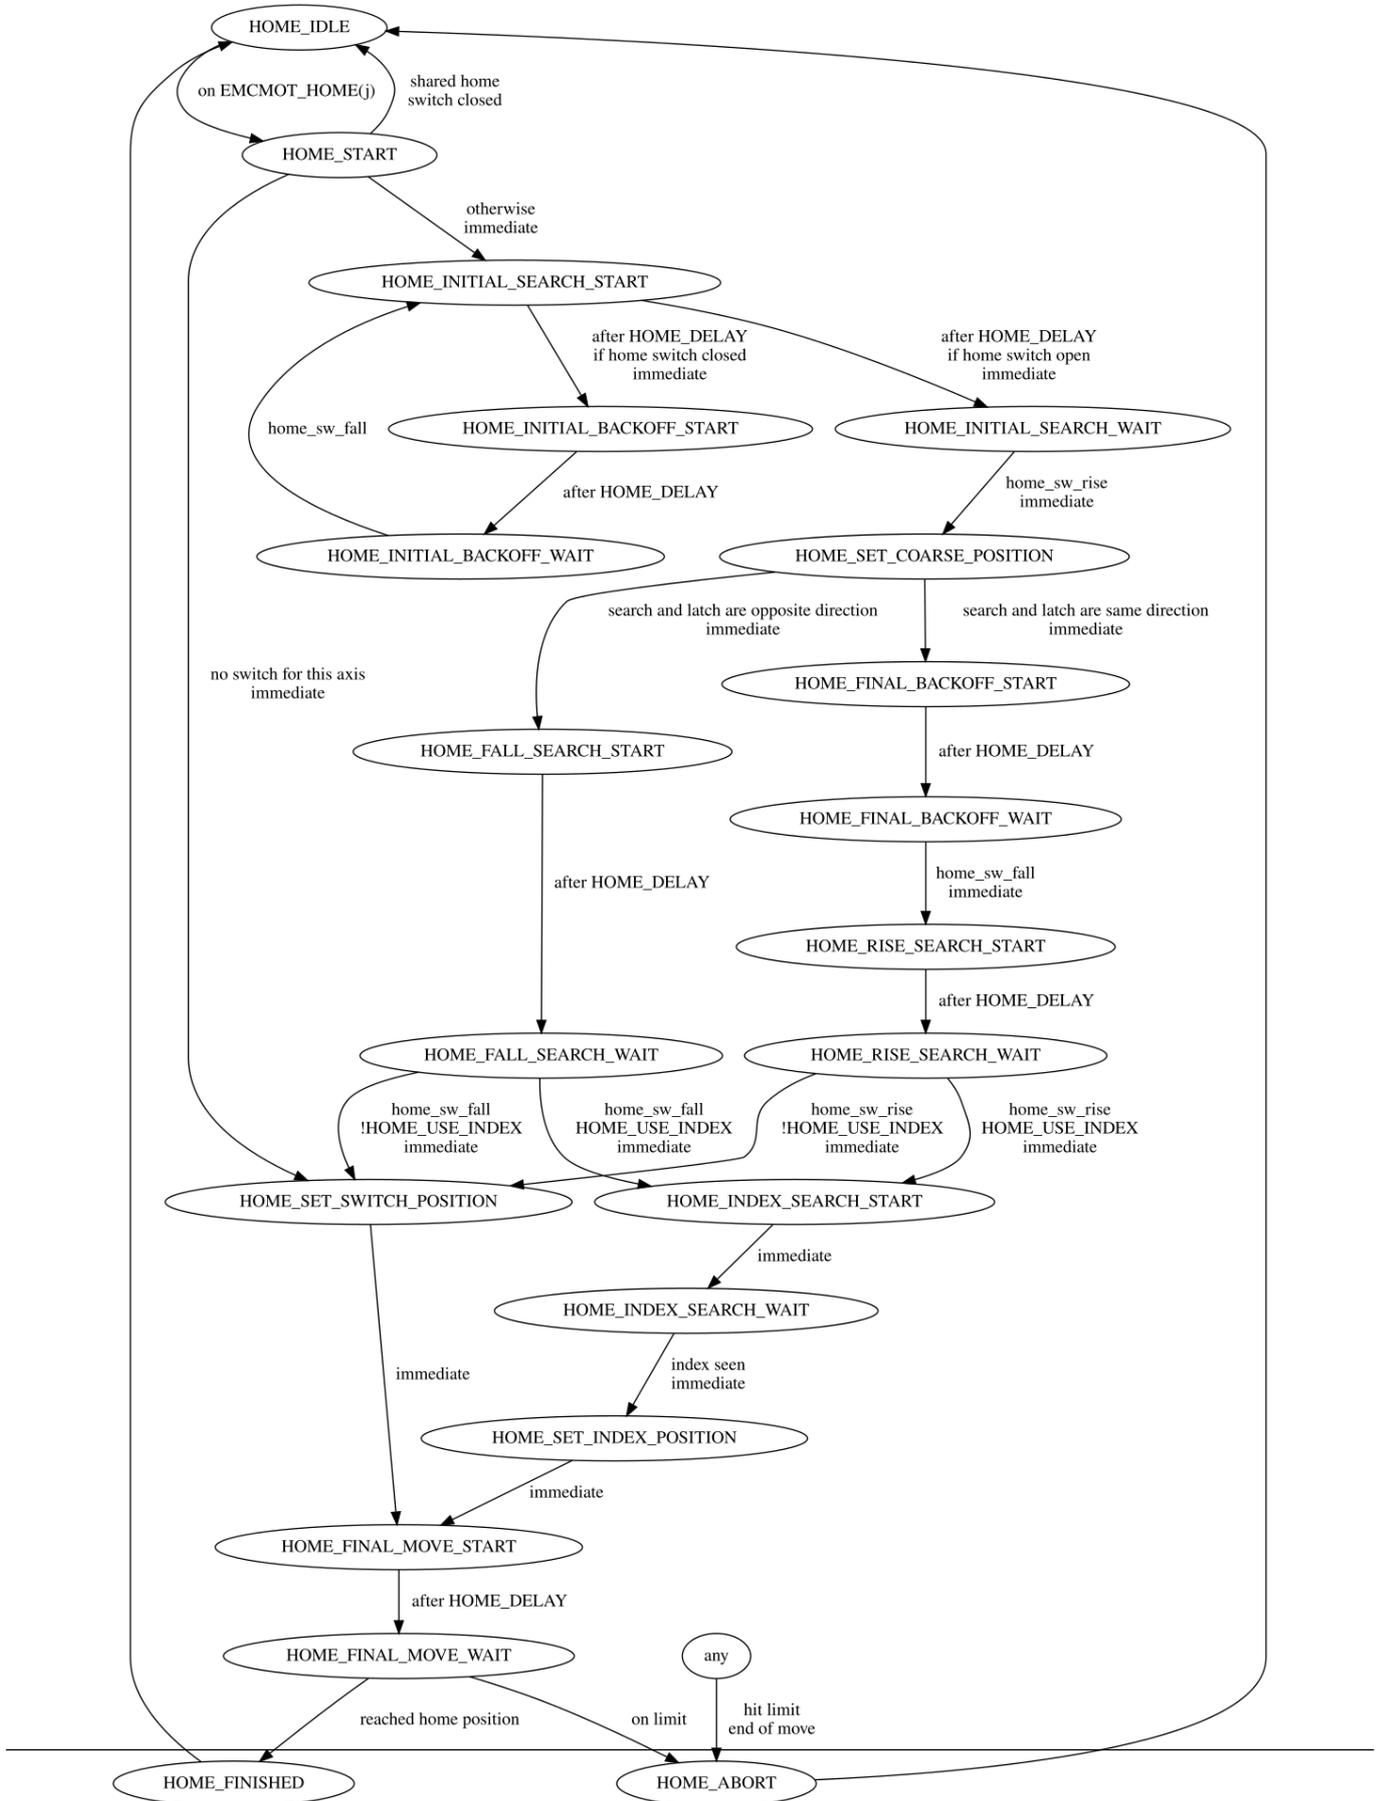 HOME_IDLE
on EMCMOT_HOME(j)
shared home
switch closed
HOME_START
otherwise
immediate
HOME_INITIAL_SEARCH_START
after HOME_DELAY
if home switch closed
immediate
after HOME_DELAY
if home switch open
immediate
home_sw_fall
HOME_INITIAL_BACKOFF_START
HOME_INITIAL_SEARCH_WAIT
after HOME_DELAY
home_sw_rise
immediate
HOME_INITIAL_BACKOFF_WAIT
HOME_SET_COARSE_POSITION
search and latch are opposite direction
immediate
search and latch are same direction
immediate
no switch for this axis
immediate
HOME_FINAL_BACKOFF_START
HOME_FALL_SEARCH_START
after HOME_DELAY
HOME_FINAL_BACKOFF_WAIT
after HOME_DELAY
home_sw_fall
immediate
HOME_RISE_SEARCH_START
after HOME_DELAY
HOME_FALL_SEARCH_WAIT
HOME_RISE_SEARCH_WAIT
home_sw_fall
!HOME_USE_INDEX
immediate
home_sw_fall
HOME_USE_INDEX
immediate
home_sw_rise
!HOME_USE_INDEX
immediate
home_sw_rise
HOME_USE_INDEX
immediate
HOME_SET_SWITCH_POSITION
HOME_INDEX_SEARCH_START
immediate
HOME_INDEX_SEARCH_WAIT
immediate
index seen
immediate
HOME_SET_INDEX_POSITION
immediate
HOME_FINAL_MOVE_START
after HOME_DELAY
HOME_FINAL_MOVE_WAIT
any
reached home position
on limit
hit limit
end of move
HOME_FINISHED
HOME_ABORT